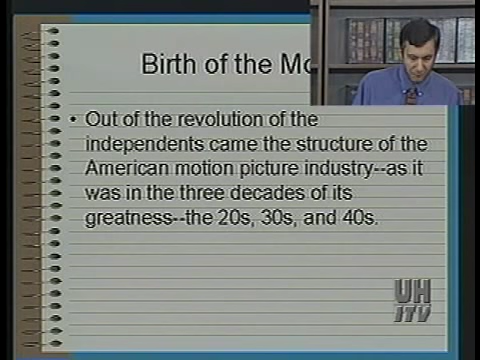 Birth of the Mo
• Out of the revolution of the
independents came the structure of the
American motion picture industry--as it
was in the three decades of its
greatness--the 20s, 30s, and 40s.
UH
ITV